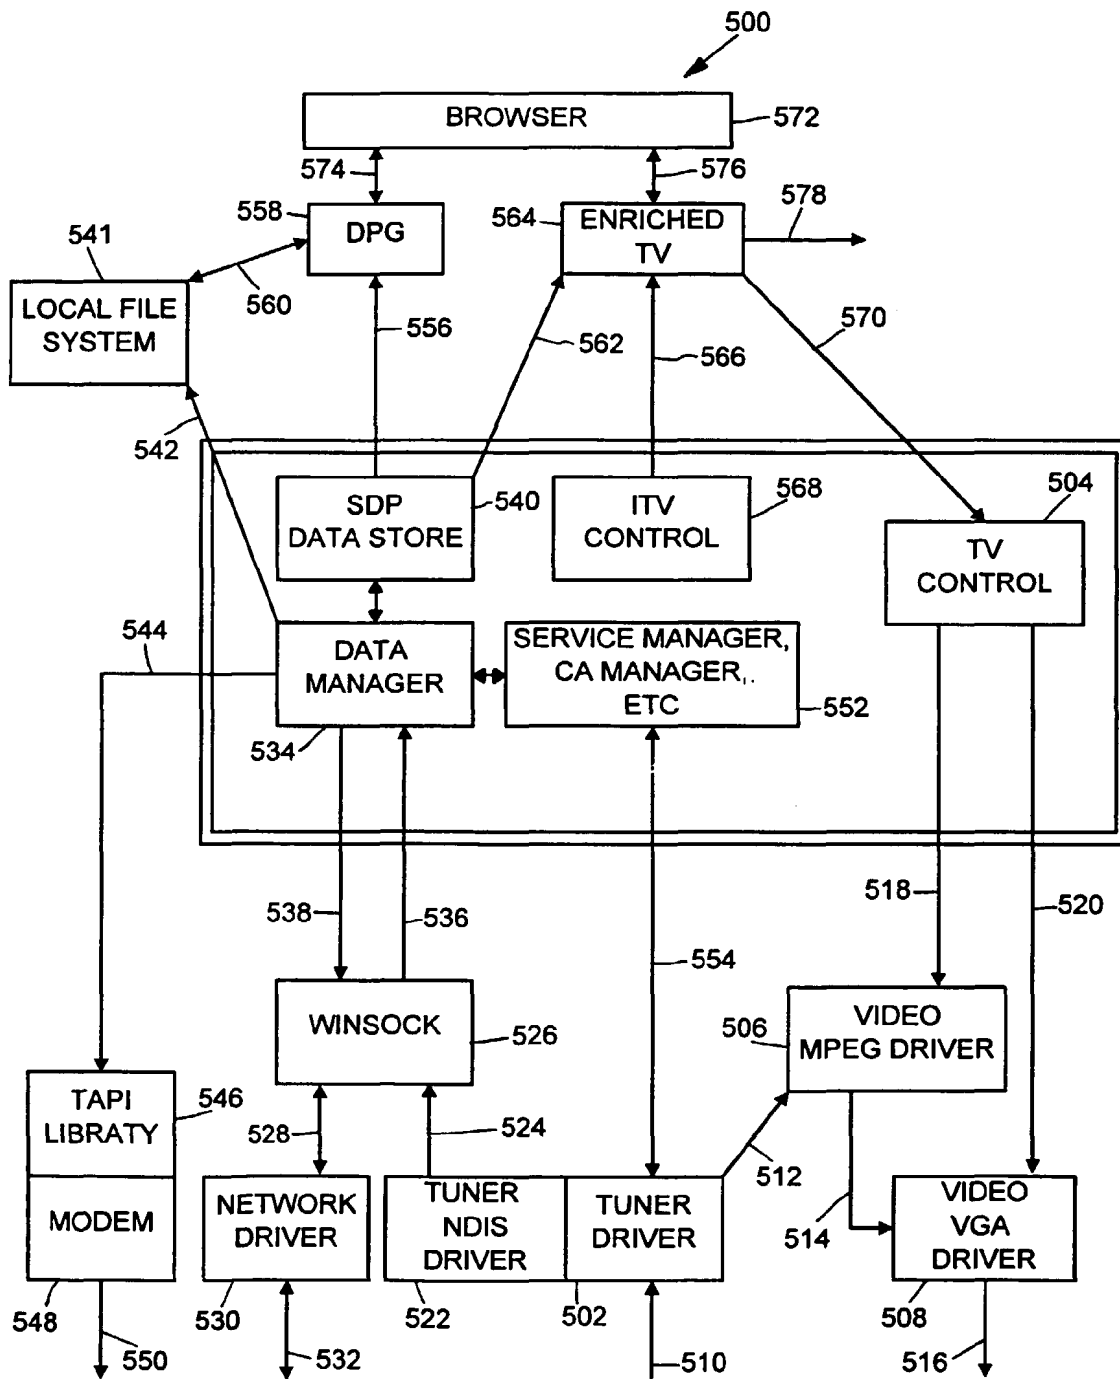 500
BROWSER
572
574
576
578
558
DPG
564
ENRICHED
TV
541
560
LOCAL FILE
SYSTEM
556
562
566
570
542
SDP
DATA STORE
540
ITV
CONTROL
568
504
TV
CONTROL
544
DATA
MANAGER
SERVICE MANAGER,
CA MANAGER,
ETC
552
534
538
536
518
520
554
WINSOCK
526
506
VIDEO
MPEG DRIVER
TAPI
LIBRATY
546
528
524
512
514
MODEM
NETWORK
DRIVER
TUNER
NDIS
DRIVER
TUNER
DRIVER
VIDEO
VGA
DRIVER
548
530
522
502
508
550
532
510
516